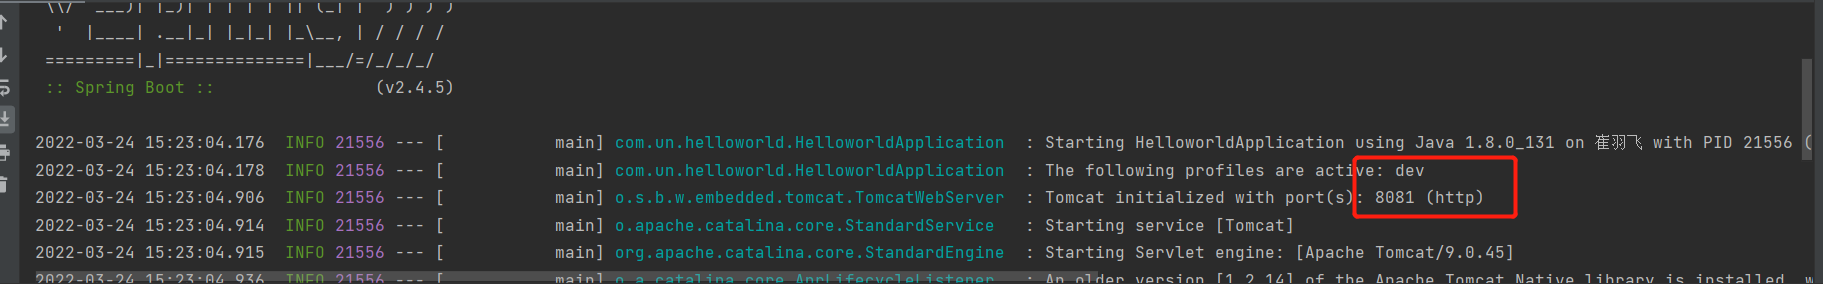 \\/  ___)| |_)| | | | | || (_| |  ) ) ) )
'  |____| .__|_| |_|_| |_\__, | / / / /
=========|_|==============|___/=/_/_/_/
:: Spring Boot ::                (v2.4.5)
2022-03-24 15:23:04.176  INFO 21556 --- [           main] com.un.helloworld.HelloworldApplication  : Starting HelloworldApplication using Java 1.8.0_131 on 崔羽飞 with PID 21556 (
2022-03-24 15:23:04.178  INFO 21556 --- [           main] com.un.helloworld.HelloworldApplication  : The following profiles are active: dev
2022-03-24 15:23:04.906  INFO 21556 --- [           main] o.s.b.w.embedded.tomcat.TomcatWebServer  : Tomcat initialized with port(s): 8081 (http)
2022-03-24 15:23:04.914  INFO 21556 --- [           main] o.apache.catalina.core.StandardService   : Starting service [Tomcat]
2022-03-24 15:23:04.915  INFO 21556 --- [           main] org.apache.catalina.core.StandardEngine  : Starting Servlet engine: [Apache Tomcat/9.0.45]
2022-03-24 15:23:04.936  INFO 21556 --- [           main] o.a.catalina.core.AprLifecycleListener   : An older version [1.2.14] of the Apache Tomcat Native library is installed, w